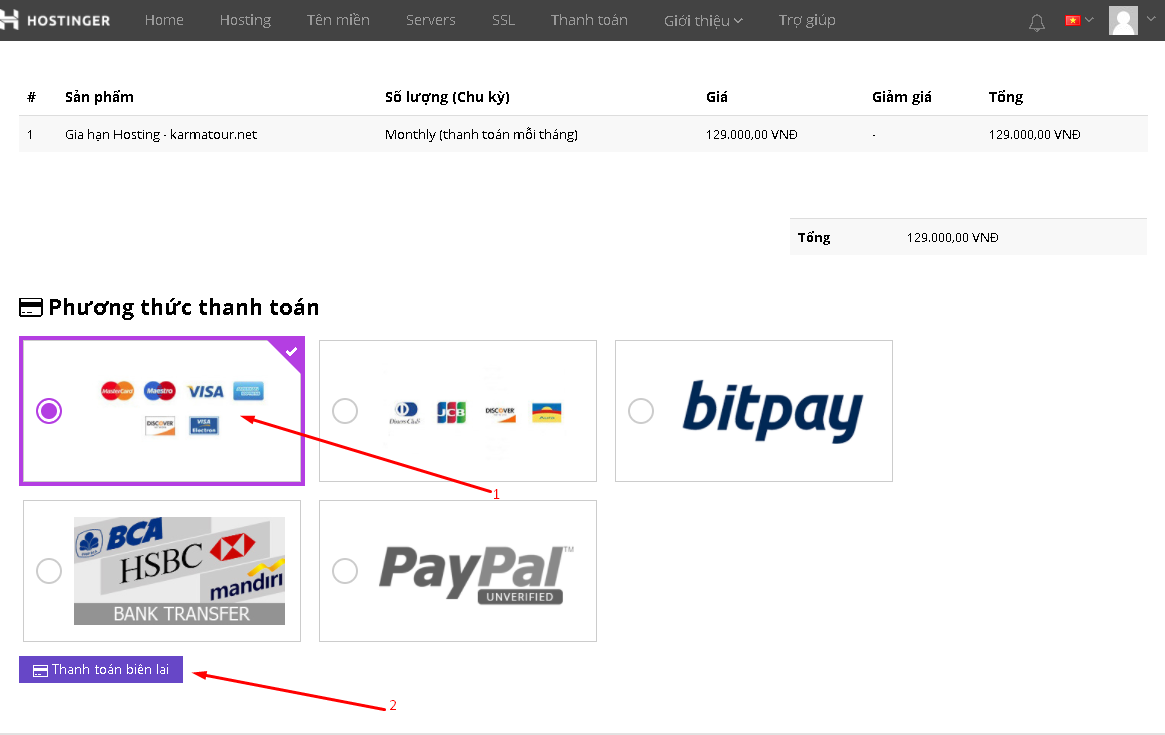 HOSTINGER Home Hosting Tên miền Servers SSL Thanh toán Giới thiệu Trợ giúp
# Sản phẩm Số lượng (Chu kỳ) Giá Giảm giá Tổng
1 Gia hạn Hosting - karmatour.net Monthly (thanh toán mỗi tháng) 129.000,00 VNĐ - 129.000,00 VNĐ
Tổng 129.000,00 VNĐ
Phương thức thanh toán
MasterCard Maestro VISA
DISCOVER VISA Electron
Diners Club JCB DISCOVER
bitpay
1
BCA
HSBC
mandiri
BANK TRANSFER
PayPal™
UNVERIFIED
Thanh toán biên lai
2